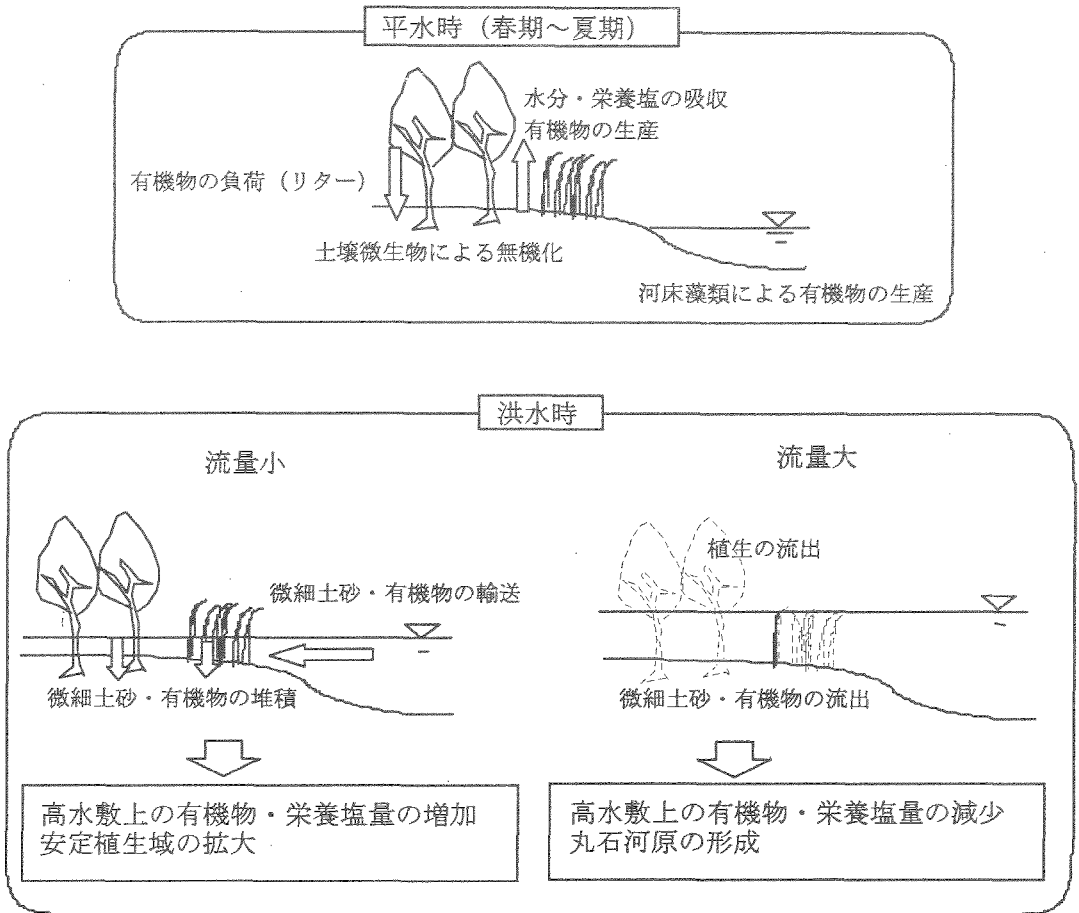 平水時（春期～夏期）
水分・栄養塩の吸収
有機物の生産
有機物の負荷（リター）
土壌微生物による無機化
河床藻類による有機物の生産
洪水時
流量小
微細土砂・有機物の輸送
微細土砂・有機物の堆積
高水敷上の有機物・栄養塩量の増加
安定植生域の拡大
流量大
植生の流出
微細土砂・有機物の流出
高水敷上の有機物・栄養塩量の減少
丸石河原の形成